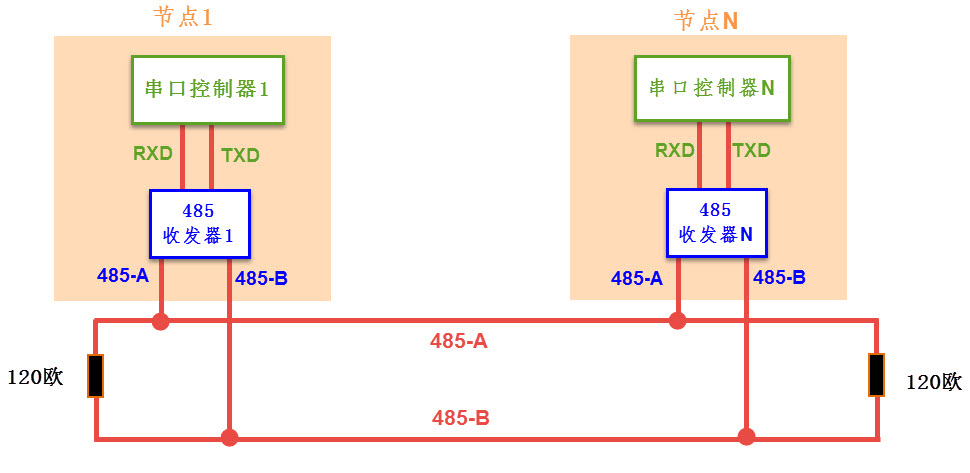 节点1
节点N
串口控制器1
串口控制器N
RXD
TXD
RXD
TXD
485
收发器1
485
收发器N
485-A
485-B
485-A
485-B
485-A
120欧
120欧
485-B